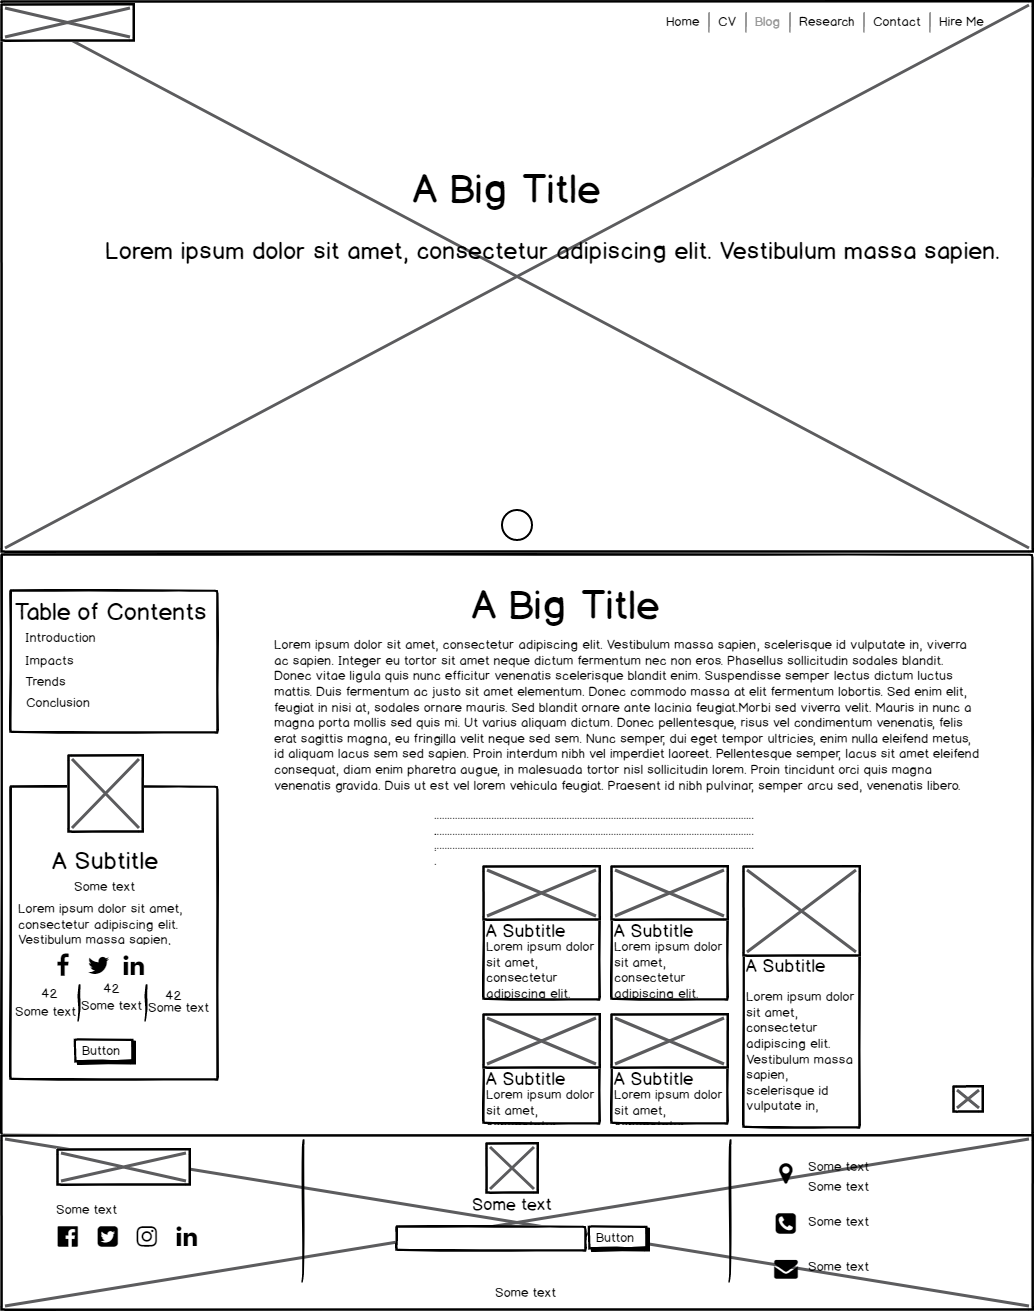 Home CV Blog Research Contact Hire Me
A Big Title
Lorem ipsum dolor sit amet, consectetur adipiscing elit. Vestibulum massa sapien.
Table of Contents
Introduction
Impacts
Trends
Conclusion
A Subtitle
Some text
Lorem ipsum dolor sit amet,
consectetur adipiscing elit.
Vestibulum massa sapien,
42 42 42
Some text Some text Some text
Button
A Big Title
Lorem ipsum dolor sit amet, consectetur adipiscing elit. Vestibulum massa sapien, scelerisque id vulputate in, viverra
ac sapien. Integer eu tortor sit amet neque dictum fermentum nec non eros. Phasellus sollicitudin sodales blandit.
Donec vitae ligula quis nunc efficitur venenatis scelerisque blandit enim. Suspendisse semper lectus dictum luctus
mattis. Duis fermentum ac justo sit amet elementum. Donec commodo massa at elit fermentum lobortis. Sed enim elit,
feugiat in nisi at, sodales ornare mauris. Sed blandit ornare ante lacinia feugiat.Morbi sed viverra velit. Mauris in nunc a
magna porta mollis sed quis mi. Ut varius aliquam dictum. Donec pellentesque, risus vel condimentum venenatis, felis
erat sagittis magna, eu fringilla velit neque sed sem. Nunc semper, dui eget tempor ultricies, enim nulla eleifend metus,
id aliquam lacus sem sed sapien. Proin interdum nibh vel imperdiet laoreet. Pellentesque semper, lacus sit amet eleifend
consequat, diam enim pharetra augue, in malesuada tortor nisl sollicitudin lorem. Proin tincidunt orci quis magna
venenatis gravida. Duis ut est vel lorem vehicula feugiat. Praesent id nibh pulvinar, semper arcu sed, venenatis libero.
A Subtitle
Lorem ipsum dolor
sit amet,
consectetur
adipiscing elit.
A Subtitle
Lorem ipsum dolor
sit amet,
consectetur
adipiscing elit.
A Subtitle
Lorem ipsum dolor
sit amet,
consectetur
adipiscing elit.
Vestibulum massa
sapien,
scelerisque id
vulputate in,
A Subtitle
Lorem ipsum dolor
sit amet,
A Subtitle
Lorem ipsum dolor
sit amet,
Some text
Some text
Button
Some text
Some text
Some text
Some text
Some text